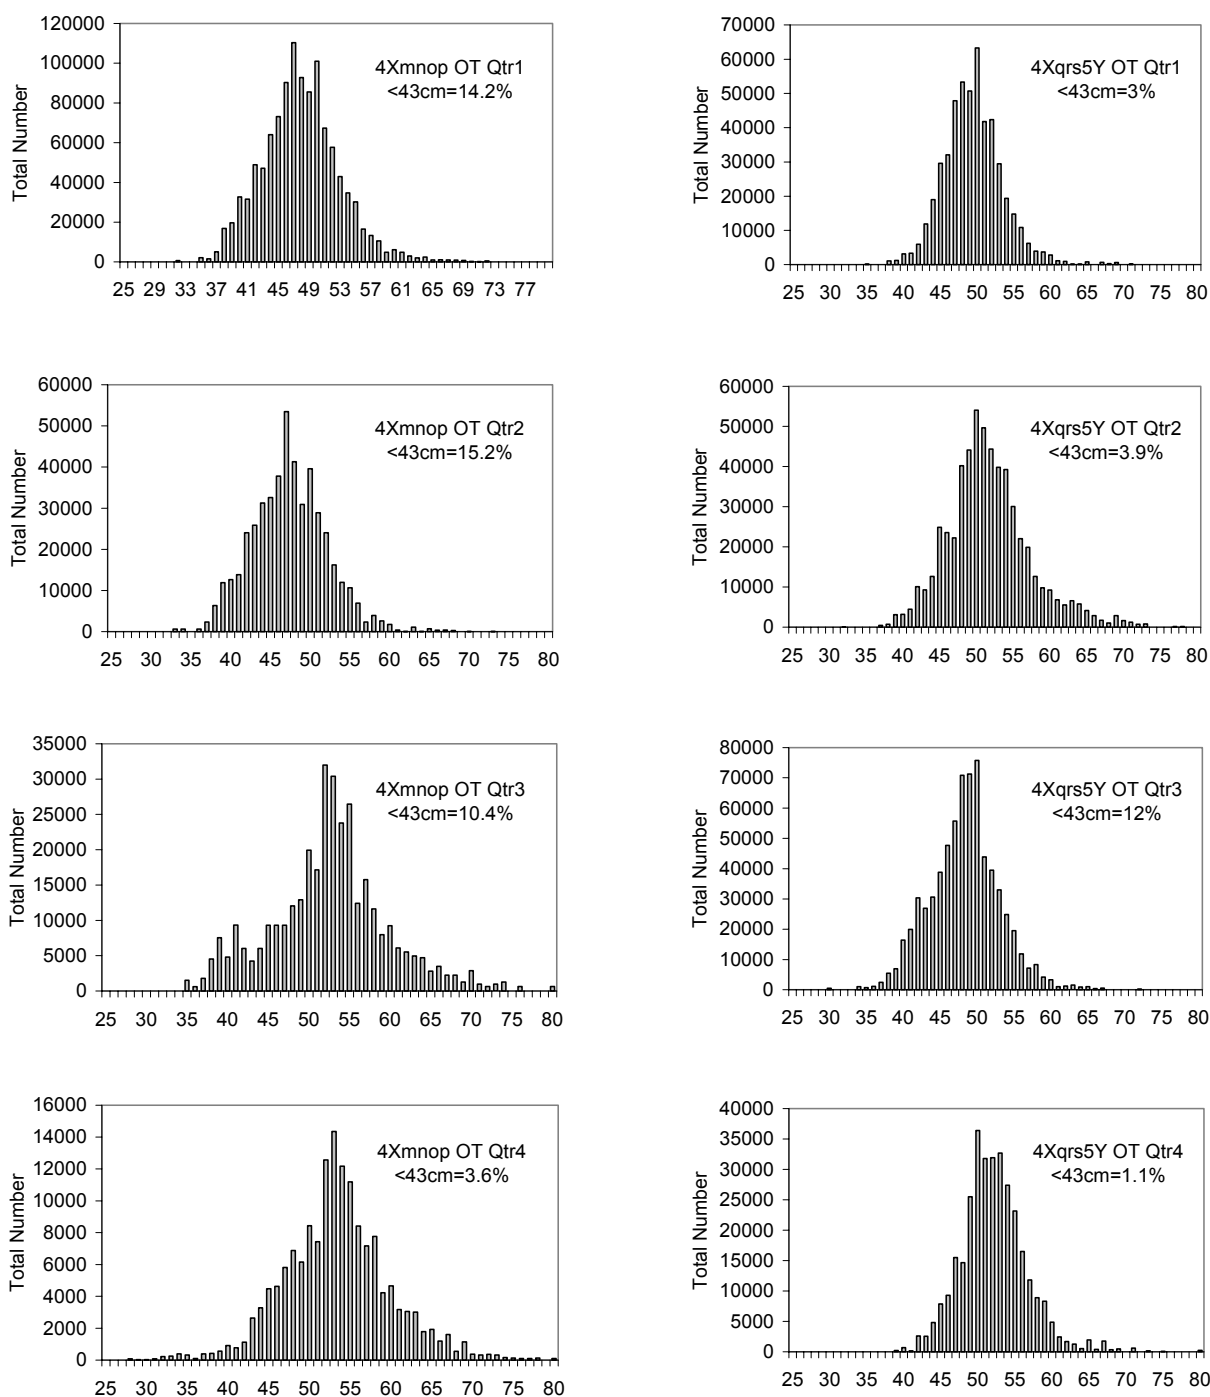 120000
100000
80000
60000
40000
20000
0
Total Number
4Xmnop OT Qtr1
<43cm=14.2%
25 29 33 37 41 45 49 53 57 61 65 69 73 77
70000
60000
50000
40000
30000
20000
10000
0
Total Number
4Xqrs5Y OT Qtr1
<43cm=3%
25 30 35 40 45 50 55 60 65 70 75 80
60000
50000
40000
30000
20000
10000
0
Total Number
4Xmnop OT Qtr2
<43cm=15.2%
25 30 35 40 45 50 55 60 65 70 75 80
60000
50000
40000
30000
20000
10000
0
Total Number
4Xqrs5Y OT Qtr2
<43cm=3.9%
25 30 35 40 45 50 55 60 65 70 75 80
35000
30000
25000
20000
15000
10000
5000
0
Total Number
4Xmnop OT Qtr3
<43cm=10.4%
25 30 35 40 45 50 55 60 65 70 75 80
80000
70000
60000
50000
40000
30000
20000
10000
0
Total Number
4Xqrs5Y OT Qtr3
<43cm=12%
25 30 35 40 45 50 55 60 65 70 75 80
16000
14000
12000
10000
8000
6000
4000
2000
0
Total Number
4Xmnop OT Qtr4
<43cm=3.6%
25 30 35 40 45 50 55 60 65 70 75 80
40000
35000
30000
25000
20000
15000
10000
5000
0
Total Number
4Xqrs5Y OT Qtr4
<43cm=1.1%
25 30 35 40 45 50 55 60 65 70 75 80